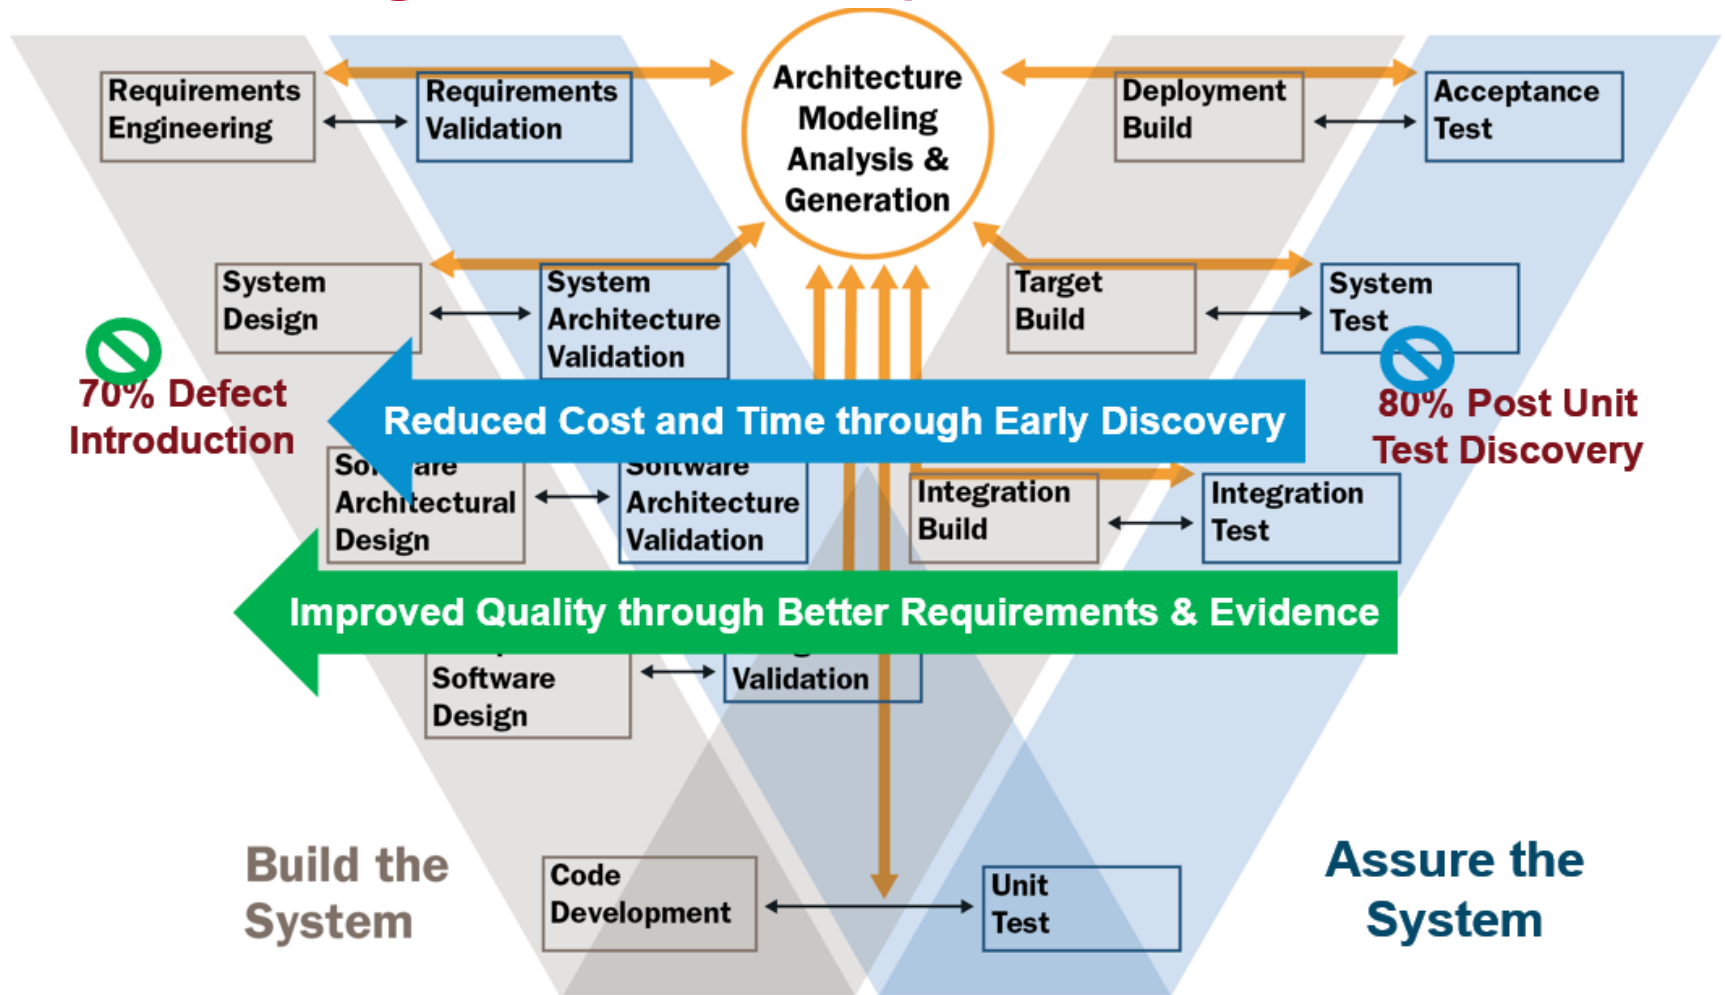 Requirements
Engineering
Requirements
Validation
Architecture
Modeling
Analysis &
Generation
Deployment
Build
Acceptance
Test
System
Design
System
Architecture
Validation
Target
Build
System
Test
70% Defect
Introduction
Reduced Cost and Time through Early Discovery
80% Post Unit
Test Discovery
Software
Architectural
Design
Software
Architecture
Validation
Integration
Build
Integration
Test
Improved Quality through Better Requirements & Evidence
Software
Design
Validation
Build the
System
Code
Development
Unit
Test
Assure the
System